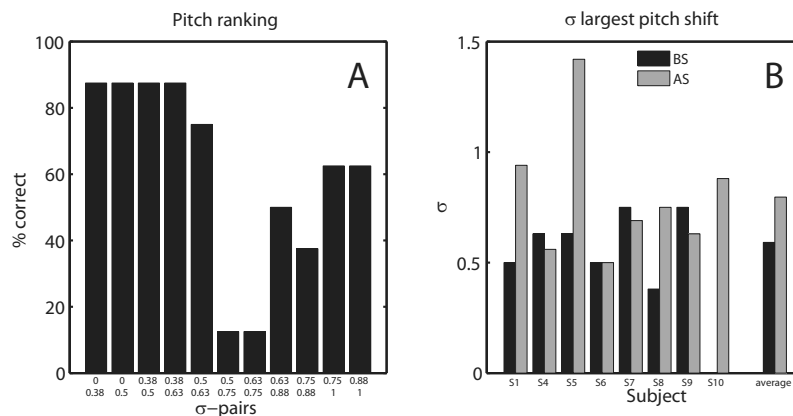 Pitch ranking
A
% correct
100
80
60
40
20
0
0 0 0.38 0.38 0.5 0.5 0.63 0.63 0.75 0.75 0.88
0.38 0.5 0.5 0.63 0.63 0.75 0.75 0.88 0.88 1 1
σ−pairs
σ largest pitch shift
BS
AS
B
σ
1.5
1
0.5
0
S1 S4 S5 S6 S7 S8 S9 S10 average
Subject